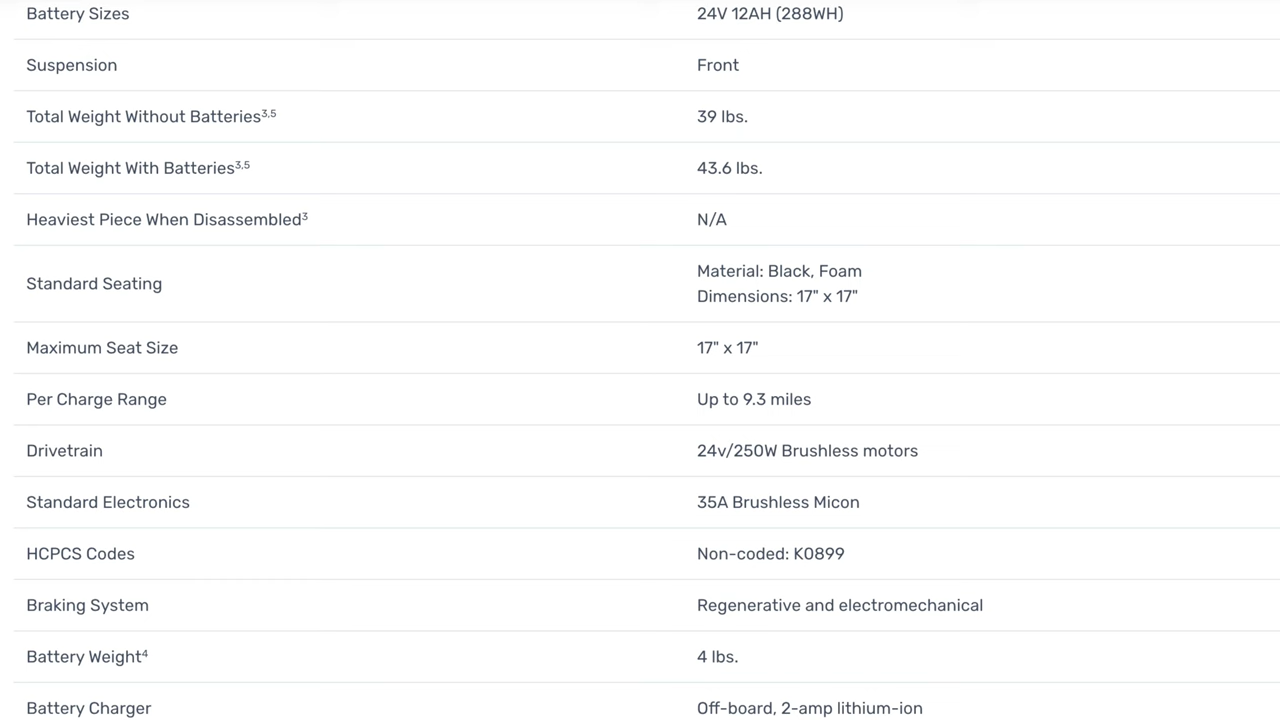 Battery Sizes 24V 12AH (288WH)
Suspension Front
Total Weight Without Batteries3,5 39 lbs.
Total Weight With Batteries3,5 43.6 lbs.
Heaviest Piece When Disassembled3 N/A
Standard Seating
Material: Black, Foam
Dimensions: 17" x 17"
Maximum Seat Size 17" x 17"
Per Charge Range Up to 9.3 miles
Drivetrain 24v/250W Brushless motors
Standard Electronics 35A Brushless Micon
HCPCS Codes Non-coded: K0899
Braking System Regenerative and electromechanical
Battery Weight4 4 lbs.
Battery Charger Off-board, 2-amp lithium-ion